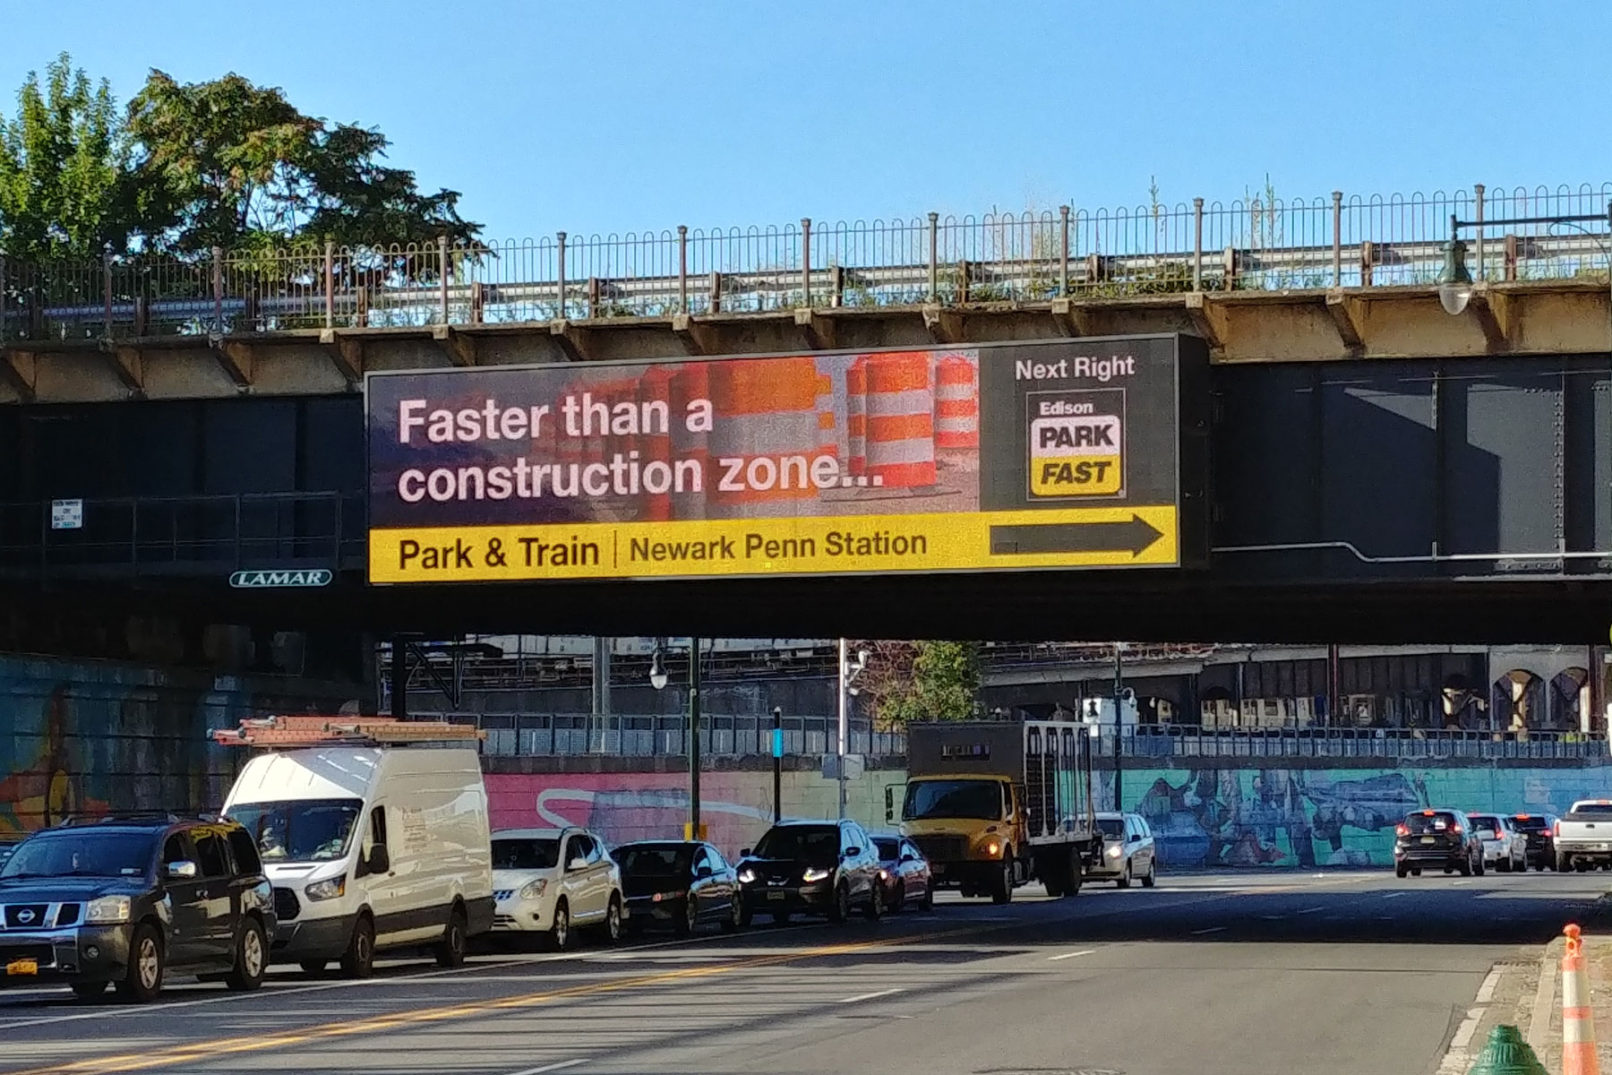 Faster than a
construction zone...
Next Right
Edison
PARK
FAST
Park & Train | Newark Penn Station
LAMAR